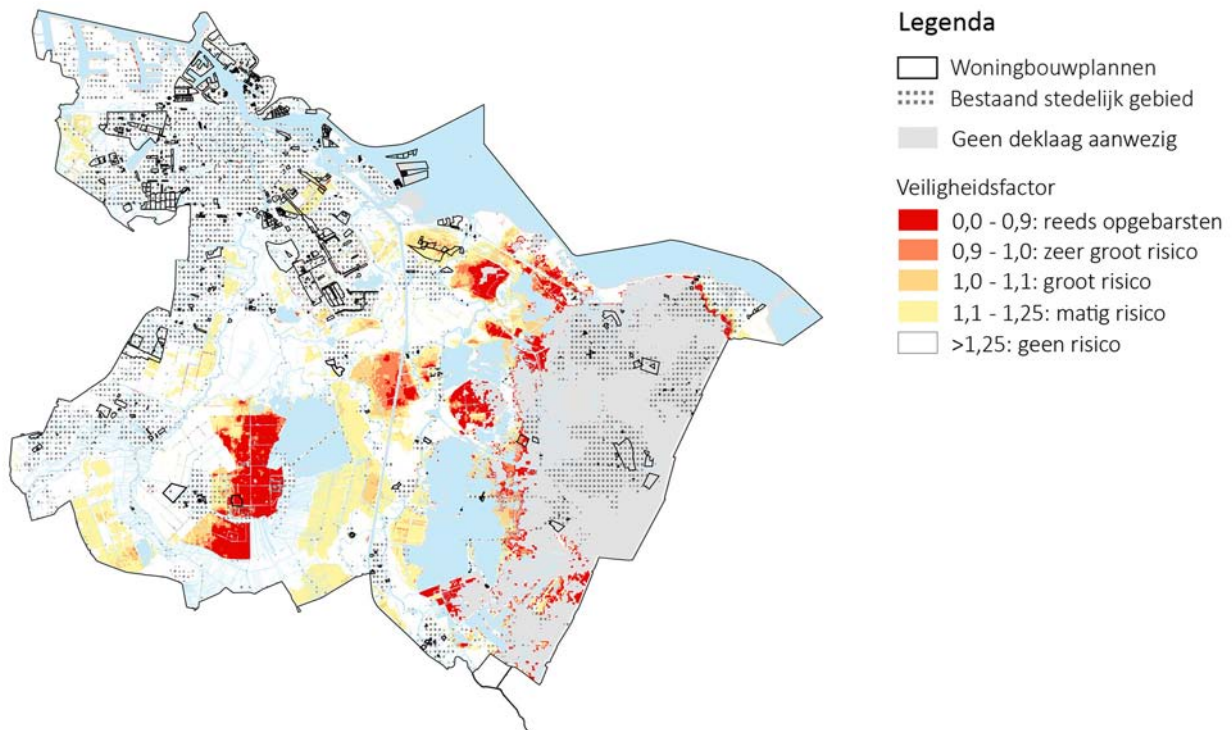 Legenda
Woningbouwplannen
Bestaand stedelijk gebied
Geen deklaag aanwezig
Veiligheidsfactor
0,0 - 0,9: reeds opgebarsten
0,9 - 1,0: zeer groot risico
1,0 - 1,1: groot risico
1,1 - 1,25: matig risico
>1,25: geen risico